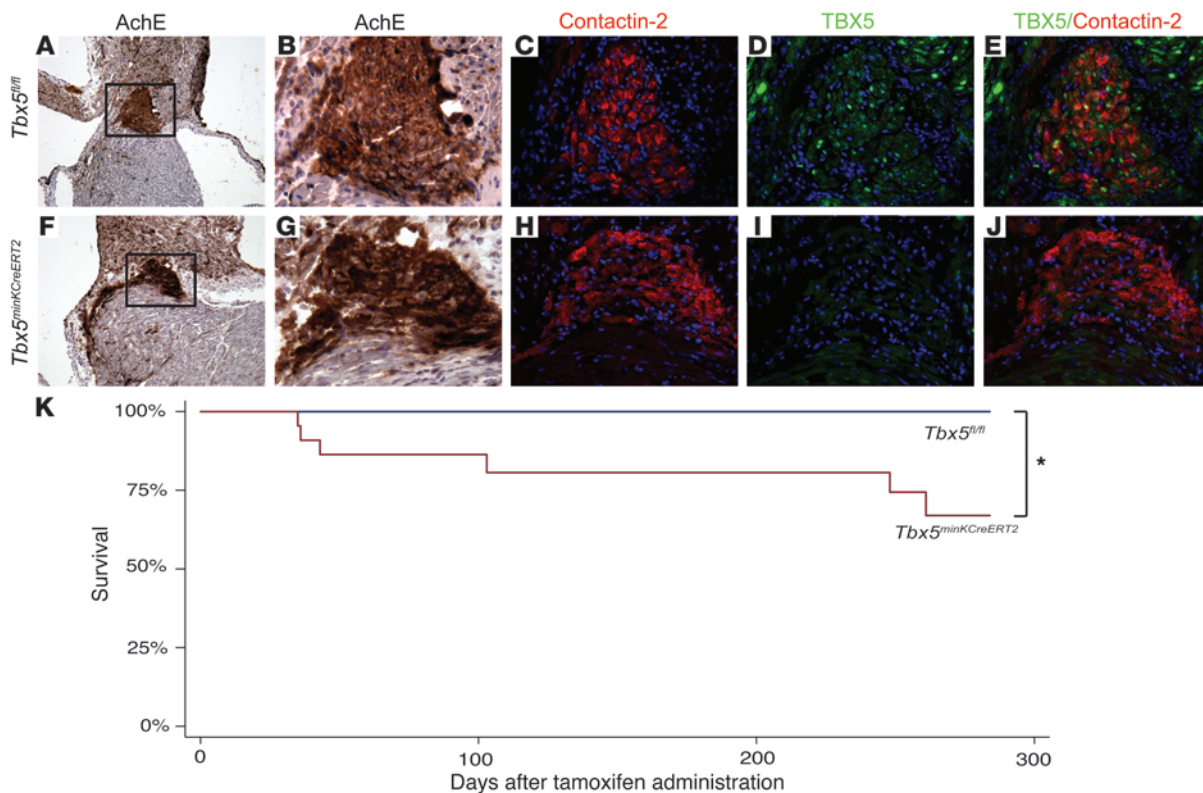 AchE AchE Contactin-2 TBX5 TBX5/Contactin-2
A B C D E
Tbx5fl/fl
F G H I J
Tbx5minKCreERT2
K
100%
75%
50%
25%
0%
Survival
Tbx5fl/fl
*
Tbx5minKCreERT2
0 100 200 300
Days after tamoxifen administration